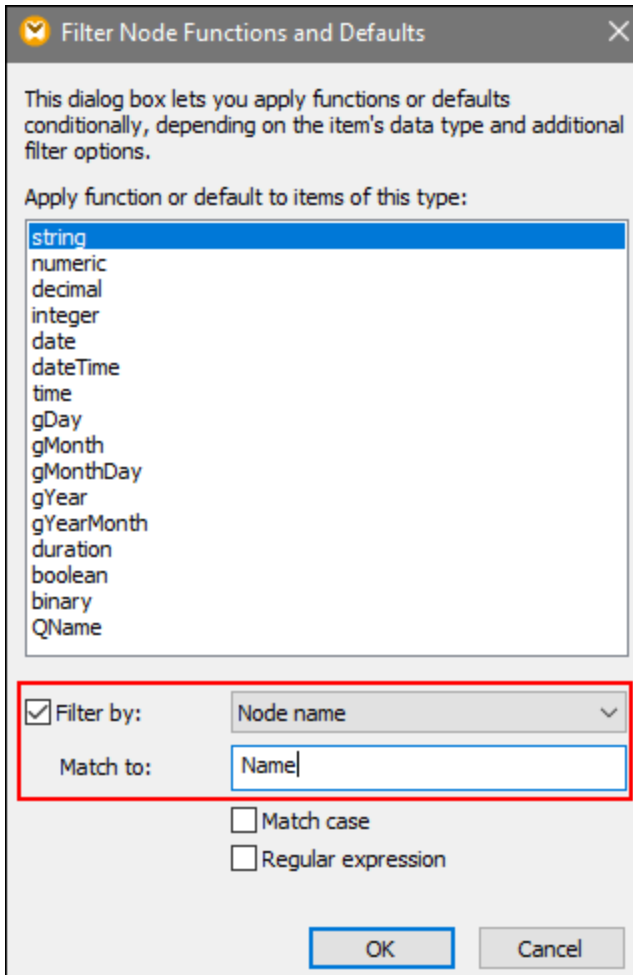 Filter Node Functions and Defaults
This dialog box lets you apply functions or defaults
conditionally, depending on the item's data type and additional
filter options.
Apply function or default to items of this type:
string
numeric
decimal
integer
date
dateTime
time
gDay
gMonth
gMonthDay
gYear
gYearMonth
duration
boolean
binary
QName
Filter by: Node name
Match to: Name
Match case
Regular expression
OK Cancel